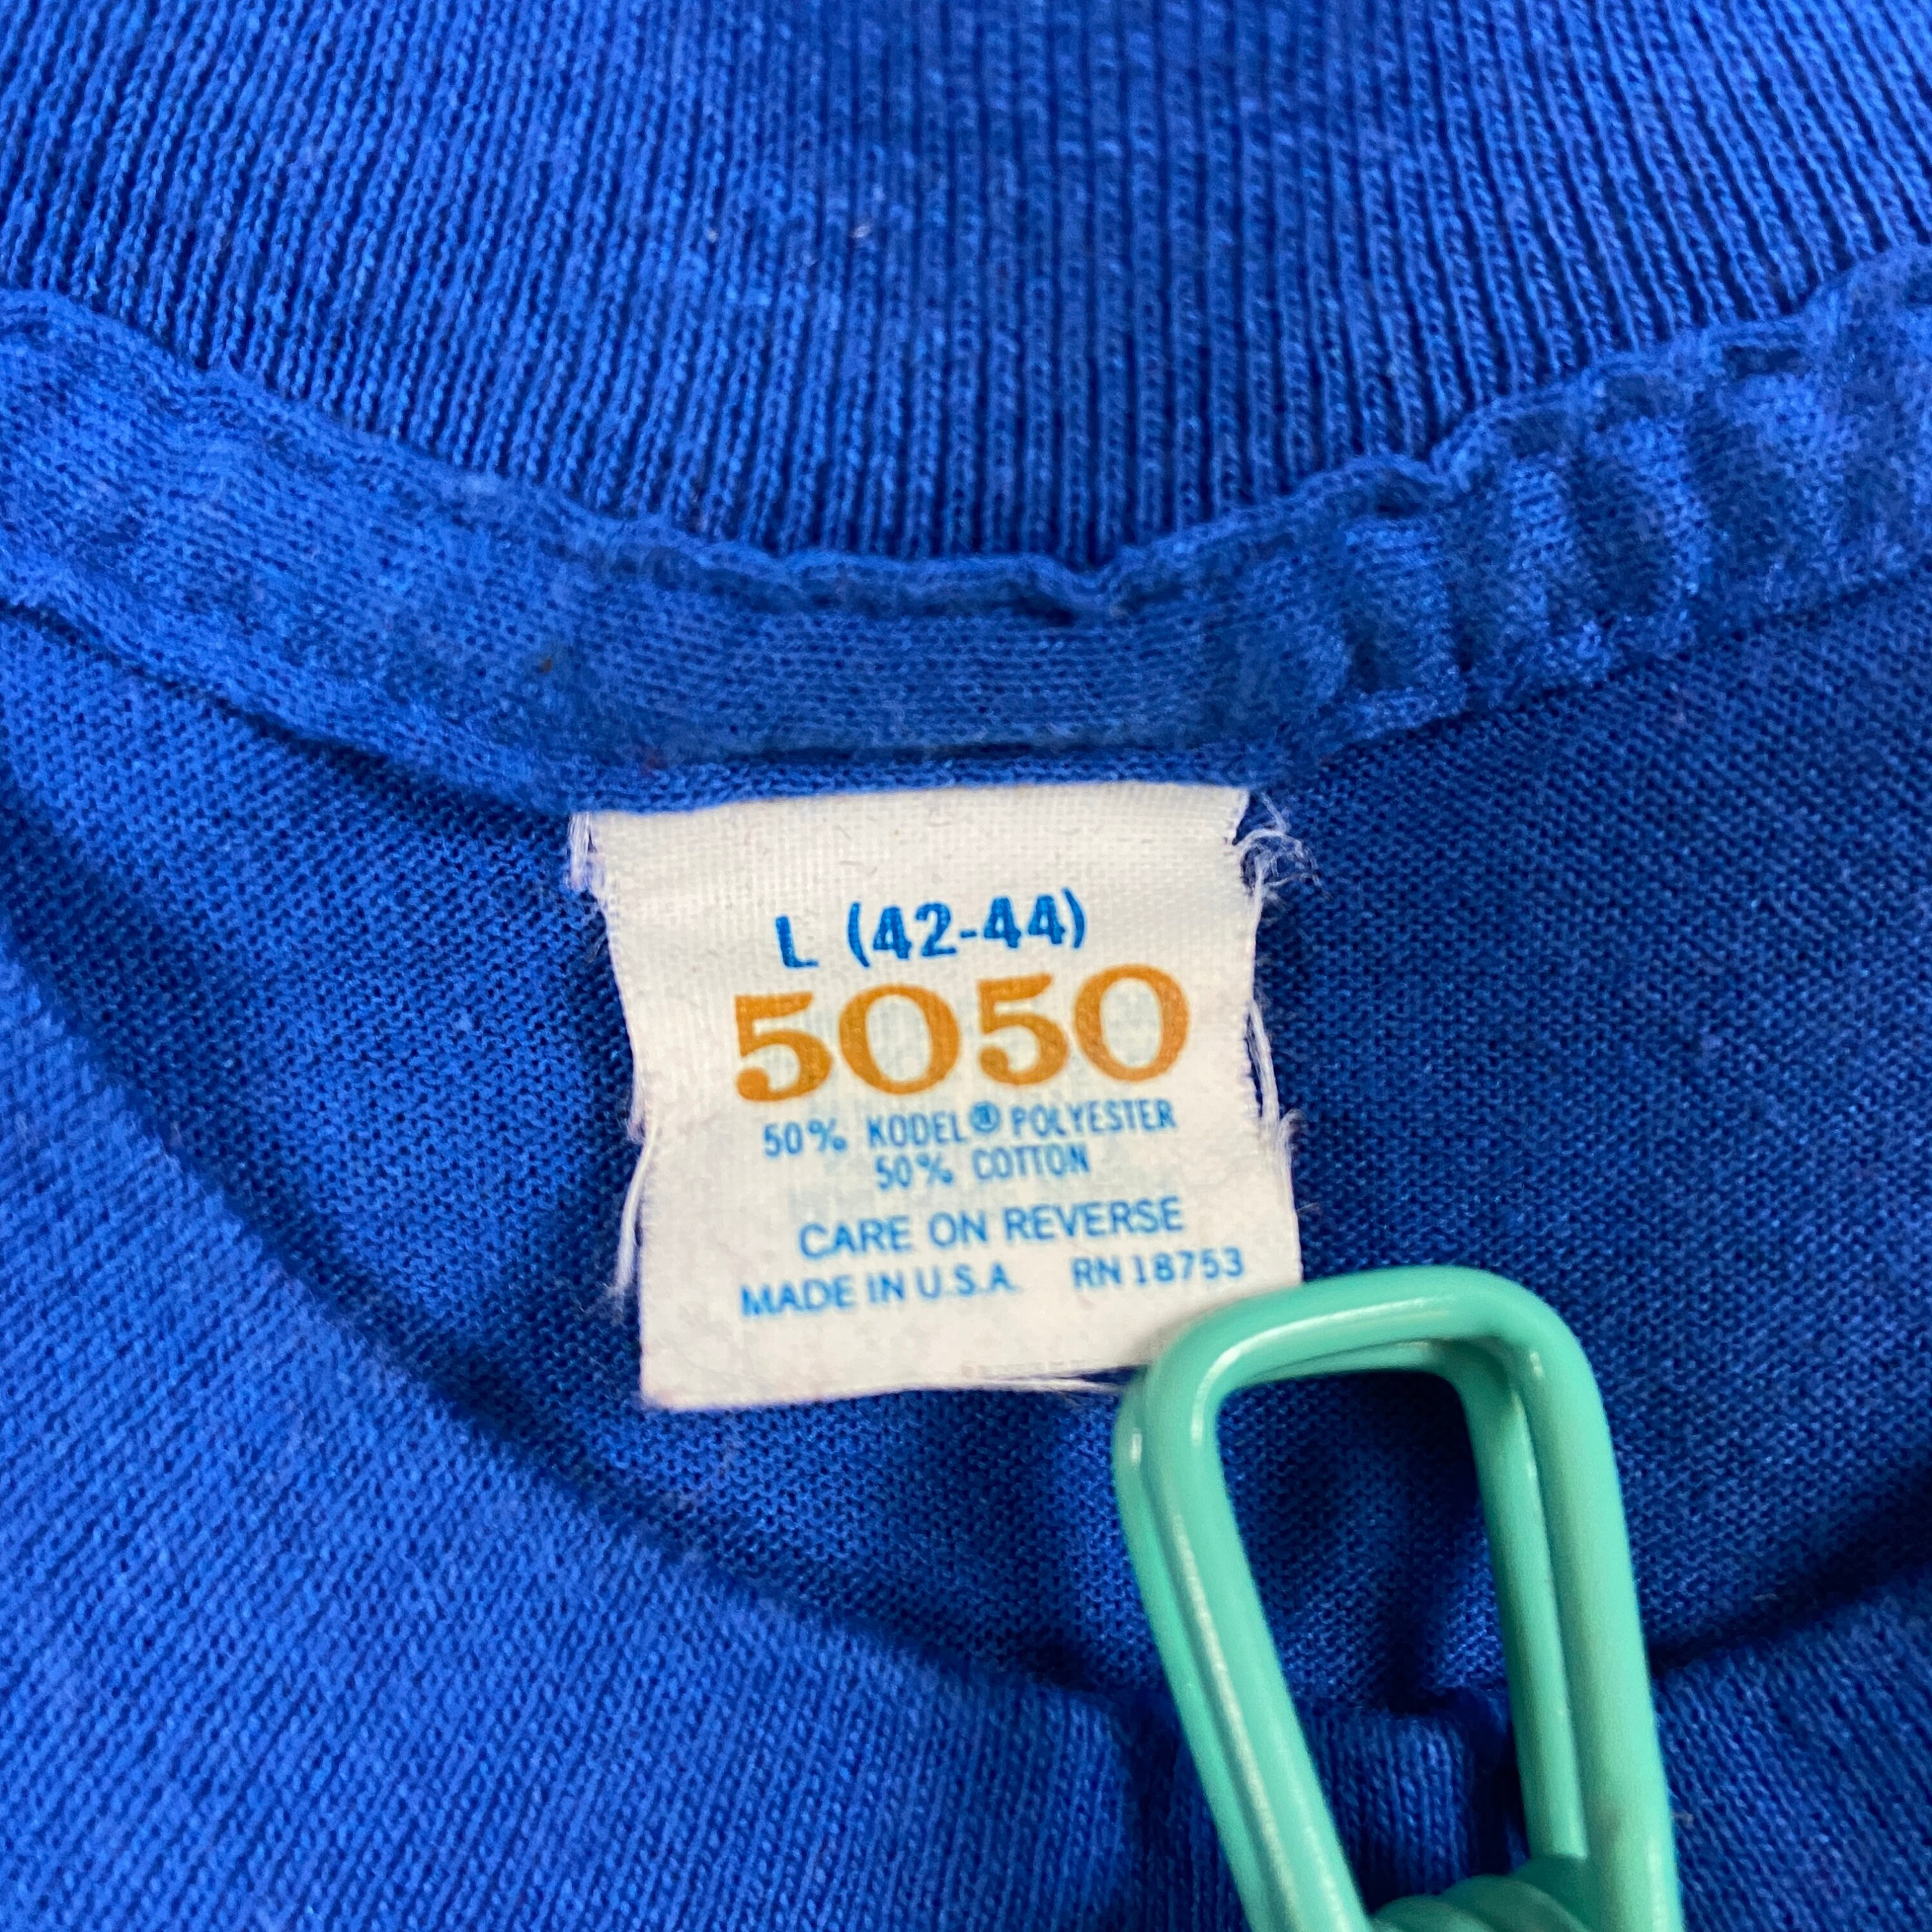 L (42-44)
5050
50% KODEL® POLYESTER
50% COTTON
CARE ON REVERSE
MADE IN U.S.A. RN 18753